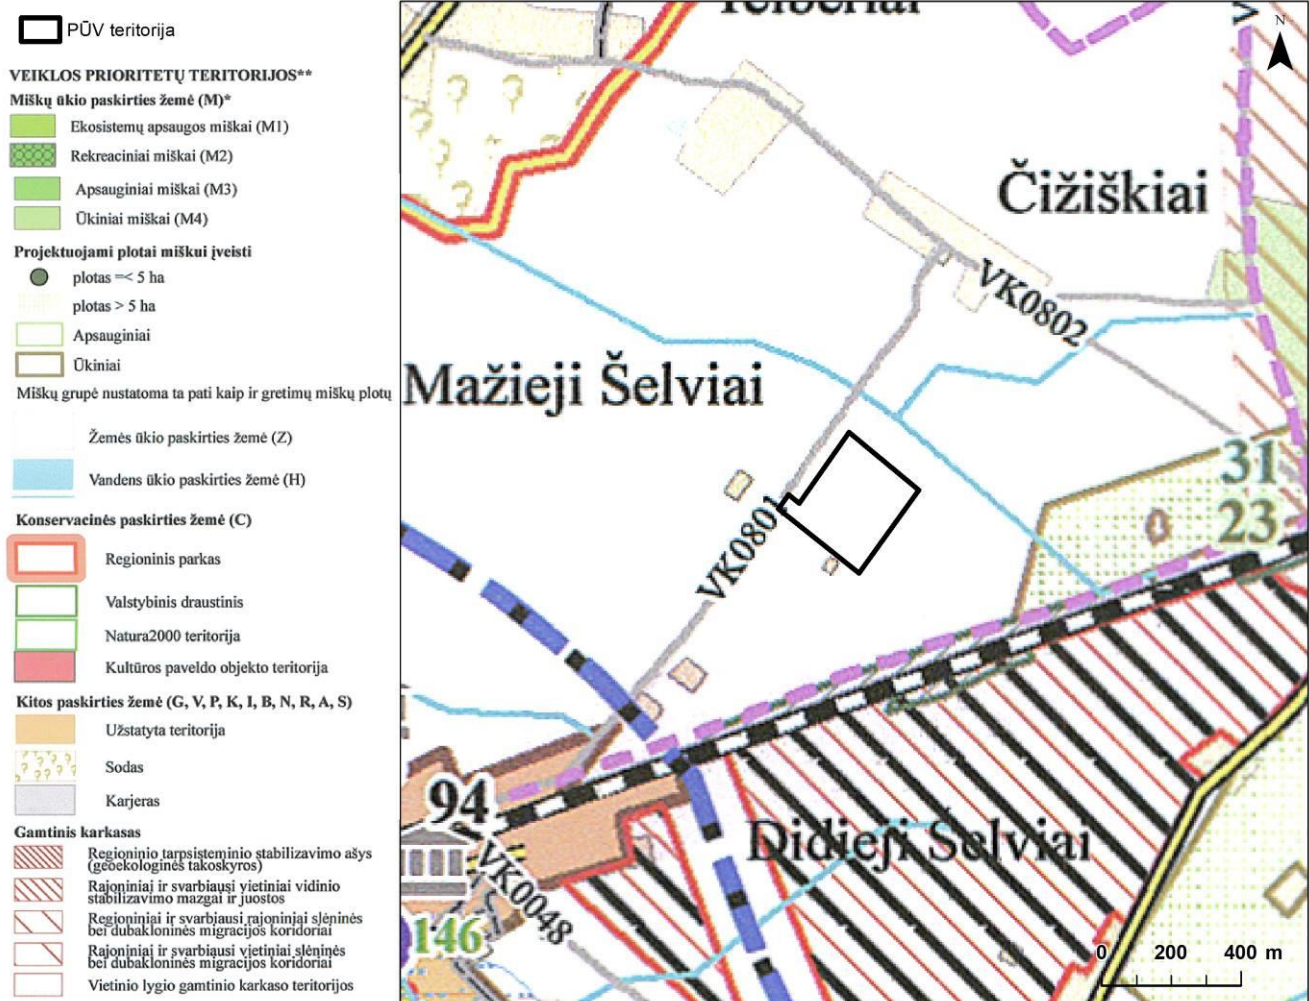 PŪV teritorija
VEIKLOS PRIORITETŲ TERITORIJOS**
Miškų ūkio paskirties žemė (M)*
Ekosistemų apsaugos miškai (M1)
Rekreaciniai miškai (M2)
Apsauginiai miškai (M3)
Ūkiniai miškai (M4)
Projektuojami plotai miškui įveisti
plotas =< 5 ha
plotas > 5 ha
Apsauginiai
Ūkiniai
Miškų grupė nustatoma ta pati kaip ir gretimų miškų plotų
Žemės ūkio paskirties žemė (Z)
Vandens ūkio paskirties žemė (H)
Konservacinės paskirties žemė (C)
Regioninis parkas
Valstybinis draustinis
Natura2000 teritorija
Kultūros paveldo objekto teritorija
Kitos paskirties žemė (G, V, P, K, I, B, N, R, A, S)
Užstatyta teritorija
Sodas
Karjeras
Gamtinis karkasas
Regioninio tarpsisteminio stabilizavimo ašys
(geoekologinės takoskyros)
Rajoniniai ir svarbiausi vietiniai vidinio
stabilizavimo mazgai ir juostos
Regioniniai ir svarbiausi rajoniniai slėninės
bei dubakloninės migracijos koridoriai
Rajoniniai ir svarbiausi vietiniai slėninės
bei dubakloninės migracijos koridoriai
Vietinio lygio gamtinio karkaso teritorijos
N
Čižiškiai
VK0802
Mažieji Šelviai
31
23
VK0801
94
Didieji Šelviai
VK0048
146
0 200 400 m